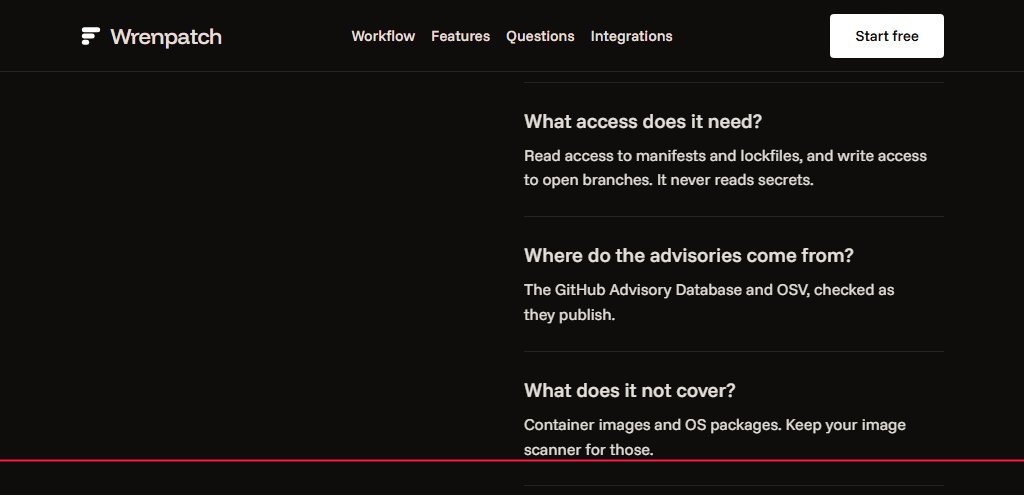 Wrenpatch
Workflow Features Questions Integrations
Start free
What access does it need?
Read access to manifests and lockfiles, and write access
to open branches. It never reads secrets.
Where do the advisories come from?
The GitHub Advisory Database and OSV, checked as
they publish.
What does it not cover?
Container images and OS packages. Keep your image
scanner for those.